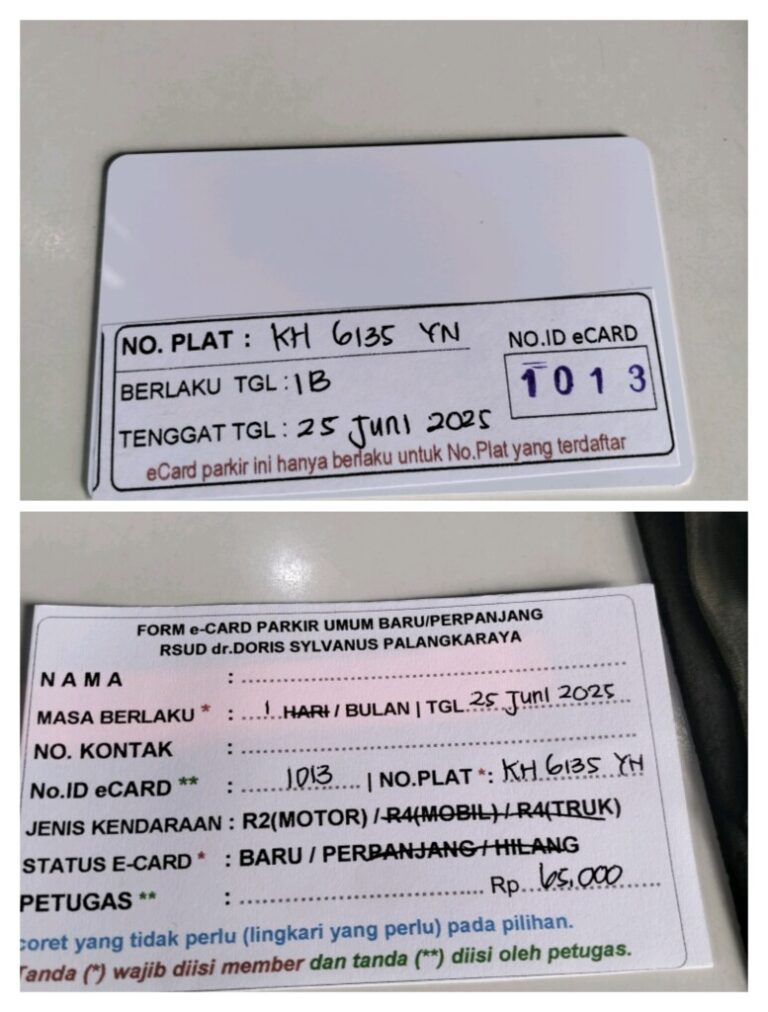 NO. PLAT : KH 6135 YN
NO.ID eCARD
1013
BERLAKU TGL : 1B
TENGGAT TGL : 25 Juni 2025
eCard parkir ini hanya berlaku untuk No.Plat yang terdaftar
FORM e-CARD PARKIR UMUM BARU/PERPANJANG
RSUD dr.DORIS SYLVANUS PALANGKARAYA
NAMA : ..............................
MASA BERLAKU * : ....1 HARI / BULAN | TGL 25 Juni 2025
NO. KONTAK : ..............................
No.ID eCARD ** : ........1013........ | NO.PLAT *: KH 6135 YN
JENIS KENDARAAN : R2(MOTOR) / R4(MOBIL) / R4(TRUK)
STATUS E-CARD * : BARU / PERPANJANG / HILANG
PETUGAS ** : .............................. Rp...65,000......
coret yang tidak perlu (lingkari yang perlu) pada pilihan.
Tanda (*) wajib diisi member dan tanda (**) diisi oleh petugas.